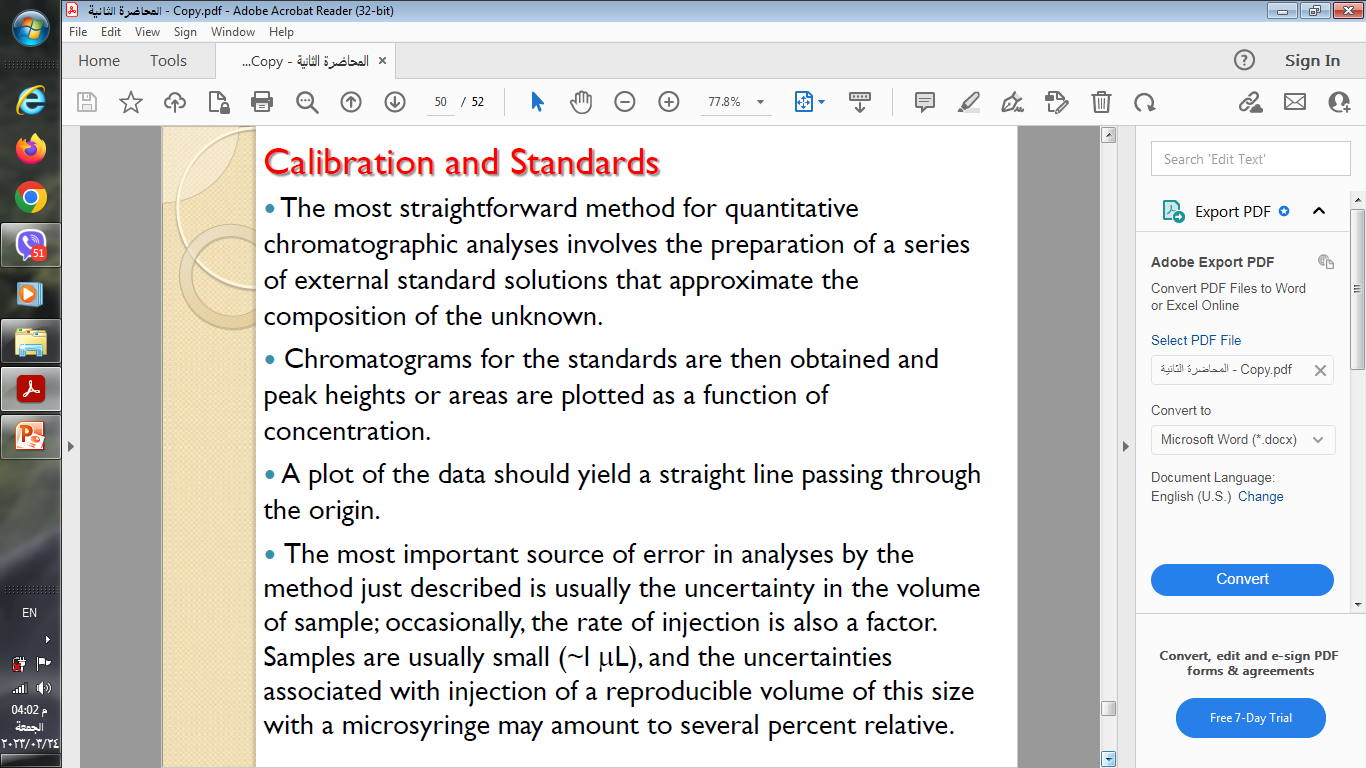 المحاضرة الثانية - Copy.pdf - Adobe Acrobat Reader (32-bit)
File Edit View Sign Window Help
Home Tools المحاضرة الثانية - Copy... × Sign In
50 / 52 77.8%
Calibration and Standards
• The most straightforward method for quantitative
chromatographic analyses involves the preparation of a series
of external standard solutions that approximate the
composition of the unknown.
• Chromatograms for the standards are then obtained and
peak heights or areas are plotted as a function of
concentration.
• A plot of the data should yield a straight line passing through
the origin.
• The most important source of error in analyses by the
method just described is usually the uncertainty in the volume
of sample; occasionally, the rate of injection is also a factor.
Samples are usually small (~1 μL), and the uncertainties
associated with injection of a reproducible volume of this size
with a microsyringe may amount to several percent relative.
Search 'Edit Text'
Export PDF
Adobe Export PDF
Convert PDF Files to Word
or Excel Online
Select PDF File
المحاضرة الثانية - Copy.pdf
Convert to
Microsoft Word (*.docx)
Document Language:
English (U.S.) Change
Convert
Convert, edit and e-sign PDF
forms & agreements
Free 7-Day Trial
51
EN
04:02 م
الجمعة
٢٠٢٣/٠٣/٢٤